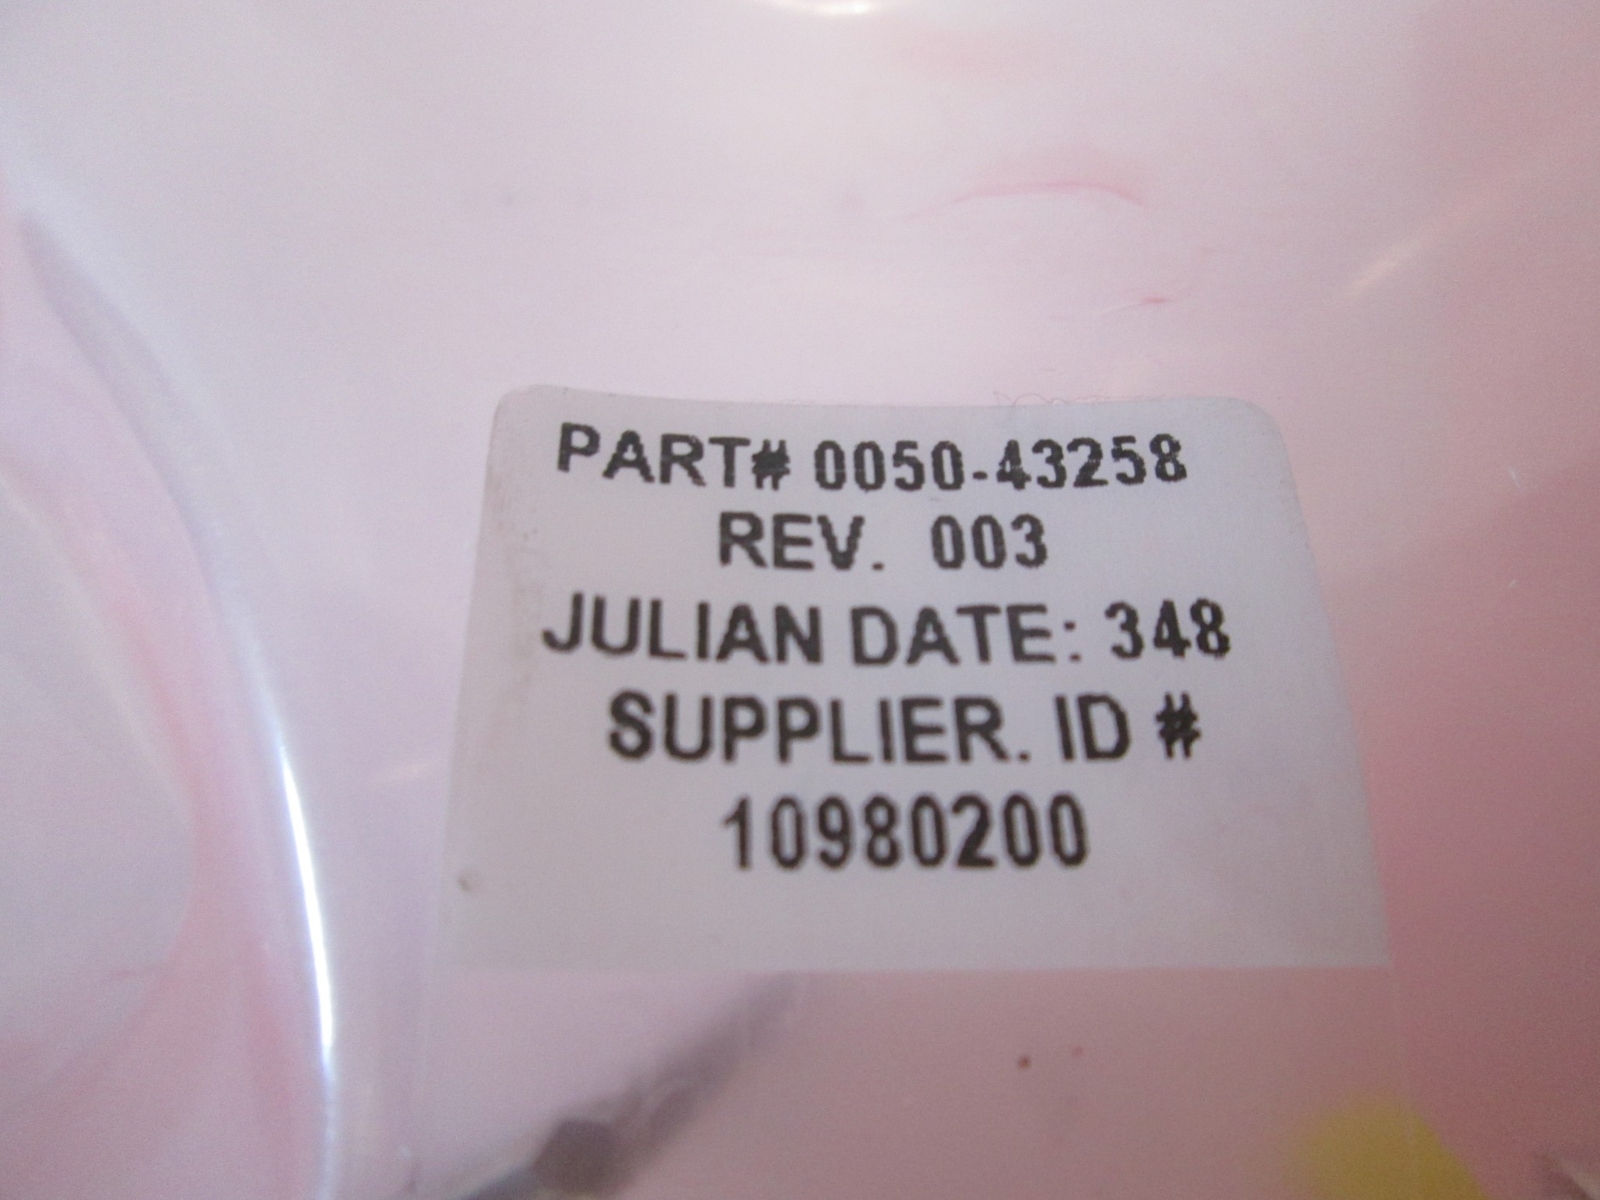 PART# 0050-43258
REV. 003
JULIAN DATE: 348
SUPPLIER. ID #
10980200